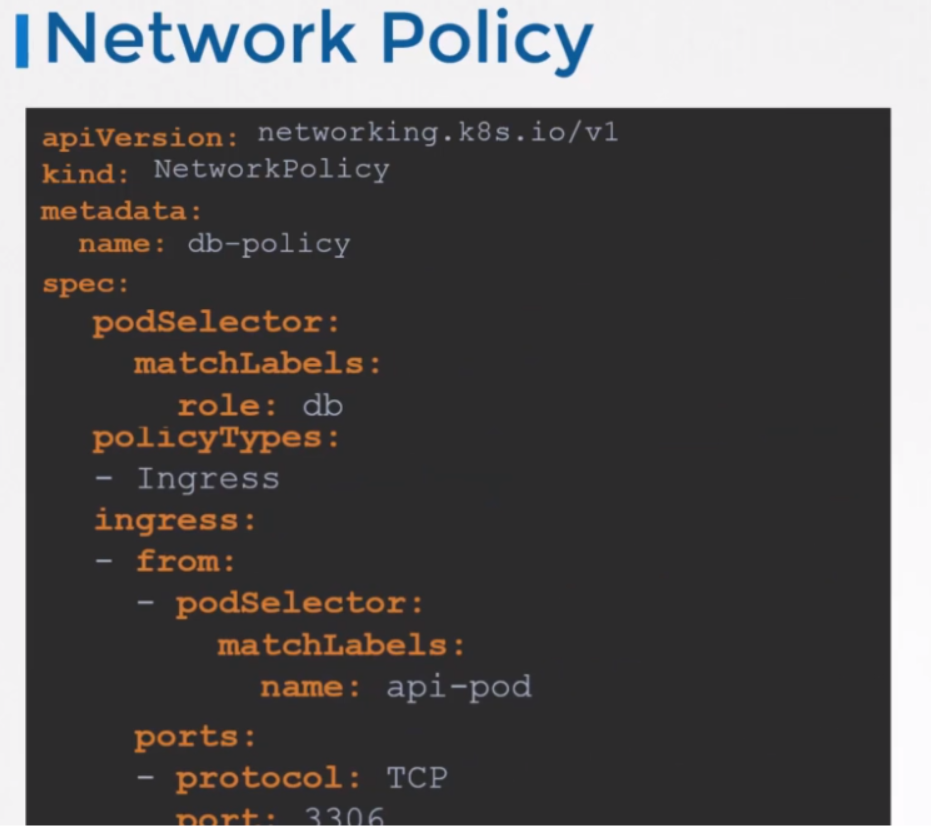 Network Policy
apiVersion: networking.k8s.io/v1
kind: NetworkPolicy
metadata:
  name: db-policy
spec:
  podSelector:
    matchLabels:
      role: db
  policyTypes:
  - Ingress
  ingress:
  - from:
    - podSelector:
        matchLabels:
          name: api-pod
    ports:
    - protocol: TCP
      port: 3306